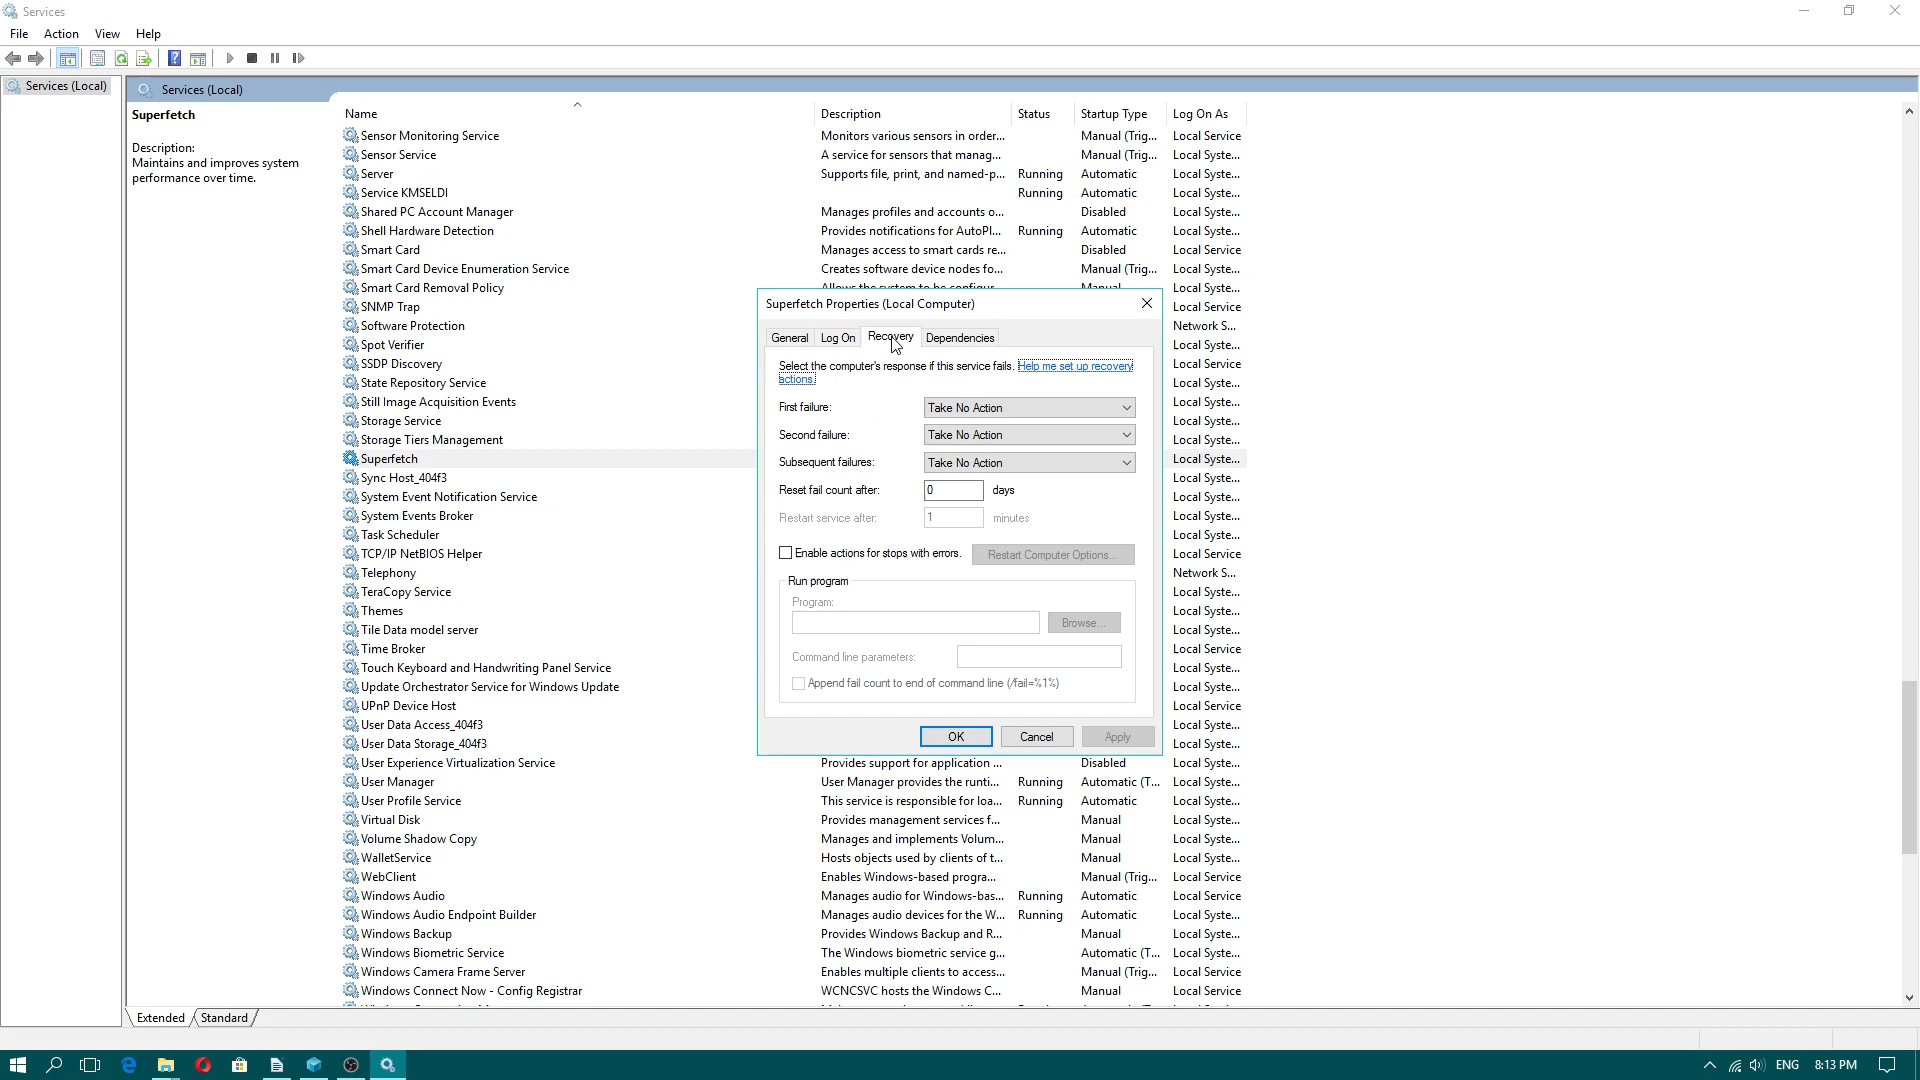 Services
File Action View Help
Services (Local)
Services (Local)
Superfetch
Description:
Maintains and improves system
performance over time.
Name Description Status Startup Type Log On As
Sensor Monitoring Service Monitors various sensors in order... Manual (Trig... Local Service
Sensor Service A service for sensors that manag... Manual (Trig... Local Syste...
Server Supports file, print, and named-p... Running Automatic Local Syste...
Service KMSELDI Running Automatic Local Syste...
Shared PC Account Manager Manages profiles and accounts o... Disabled Local Syste...
Shell Hardware Detection Provides notifications for AutoPl... Running Automatic Local Syste...
Smart Card Manages access to smart cards re... Disabled Local Service
Smart Card Device Enumeration Service Creates software device nodes fo... Manual (Trig... Local Syste...
Smart Card Removal Policy Allows the system to be configur... Manual Local Syste...
SNMP Trap Local Service
Software Protection Network S...
Spot Verifier Local Syste...
SSDP Discovery Local Service
State Repository Service Local Syste...
Still Image Acquisition Events Local Syste...
Storage Service Local Syste...
Storage Tiers Management Local Syste...
Superfetch Local Syste...
Sync Host_404f3 Local Syste...
System Event Notification Service Local Syste...
System Events Broker Local Syste...
Task Scheduler Local Syste...
TCP/IP NetBIOS Helper Local Service
Telephony Network S...
TeraCopy Service Local Syste...
Themes Local Syste...
Tile Data model server Local Syste...
Time Broker Local Service
Touch Keyboard and Handwriting Panel Service Local Syste...
Update Orchestrator Service for Windows Update Local Syste...
UPnP Device Host Local Service
User Data Access_404f3 Local Syste...
User Data Storage_404f3 Local Syste...
User Experience Virtualization Service Provides support for application ... Disabled Local Syste...
User Manager User Manager provides the runti... Running Automatic (T... Local Syste...
User Profile Service This service is responsible for loa... Running Automatic Local Syste...
Virtual Disk Provides management services f... Manual Local Syste...
Volume Shadow Copy Manages and implements Volum... Manual Local Syste...
WalletService Hosts objects used by clients of t... Manual Local Syste...
WebClient Enables Windows-based progra... Manual (Trig... Local Service
Windows Audio Manages audio for Windows-bas... Running Automatic Local Service
Windows Audio Endpoint Builder Manages audio devices for the W... Running Automatic Local Syste...
Windows Backup Provides Windows Backup and R... Manual Local Syste...
Windows Biometric Service The Windows biometric service g... Automatic (T... Local Syste...
Windows Camera Frame Server Enables multiple clients to access... Manual (Trig... Local Service
Windows Connect Now - Config Registrar WCNCSVC hosts the Windows C... Manual Local Service
Superfetch Properties (Local Computer)
General Log On Recovery Dependencies
Select the computer's response if this service fails. Help me set up recovery
actions.
First failure: Take No Action
Second failure: Take No Action
Subsequent failures: Take No Action
Reset fail count after: 0 days
Restart service after: 1 minutes
Enable actions for stops with errors. Restart Computer Options...
Run program
Program:
Browse...
Command line parameters:
Append fail count to end of command line (/fail=%1%)
OK Cancel Apply
Extended Standard
ENG 8:13 PM